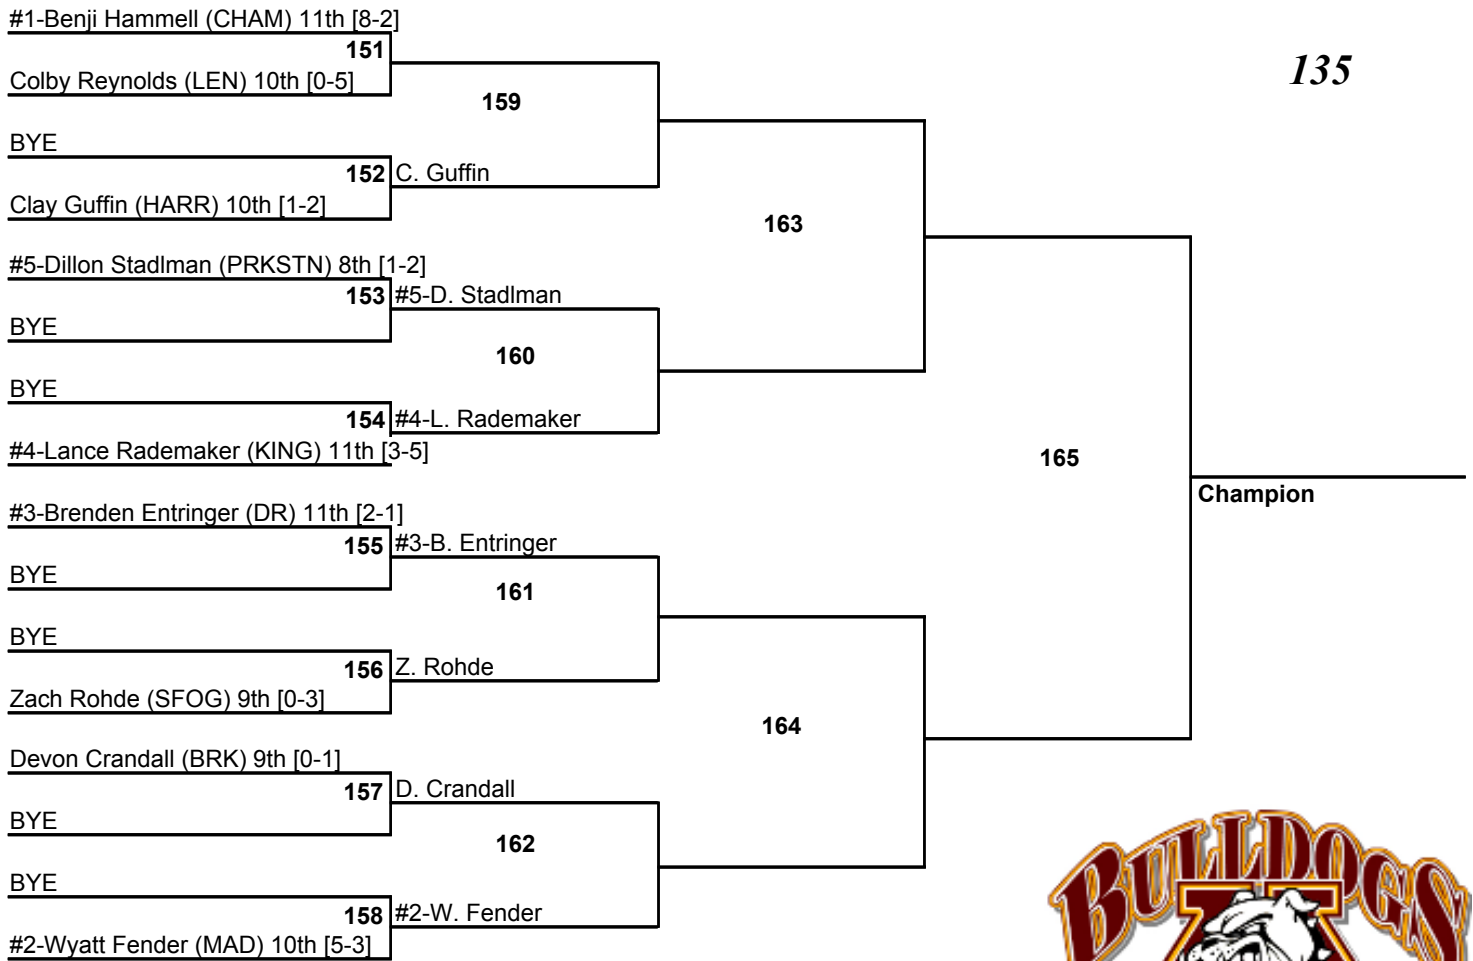 #1-Benji Hammell (CHAM) 11th [8-2]
151
Colby Reynolds (LEN) 10th [0-5]
159
BYE
152 C. Guffin
Clay Guffin (HARR) 10th [1-2]
163
#5-Dillon Stadlman (PRKSTN) 8th [1-2]
153 #5-D. Stadlman
BYE
160
BYE
154 #4-L. Rademaker
#4-Lance Rademaker (KING) 11th [3-5]
165
Champion
#3-Brenden Entringer (DR) 11th [2-1]
155 #3-B. Entringer
BYE
161
BYE
156 Z. Rohde
Zach Rohde (SFOG) 9th [0-3]
164
Devon Crandall (BRK) 9th [0-1]
157 D. Crandall
BYE
162
BYE
158 #2-W. Fender
#2-Wyatt Fender (MAD) 10th [5-3]
135
BULLDOGS